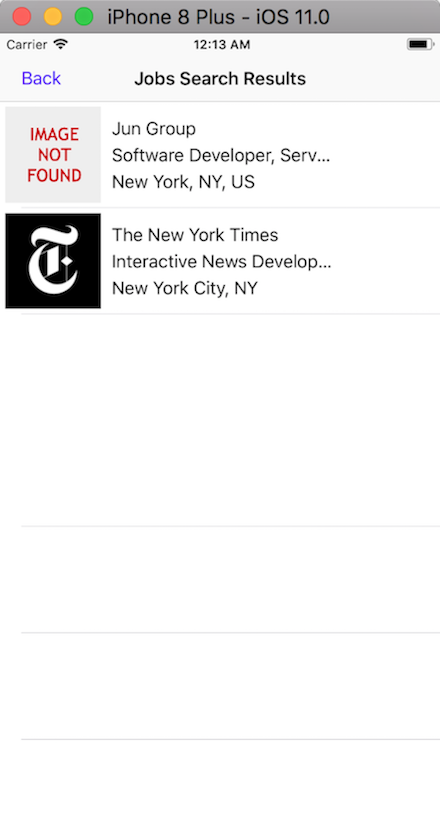 iPhone 8 Plus - iOS 11.0
Carrier 12:13 AM
Back Jobs Search Results
IMAGE
NOT
FOUND
Jun Group
Software Developer, Serv...
New York, NY, US
T
The New York Times
Interactive News Develop...
New York City, NY